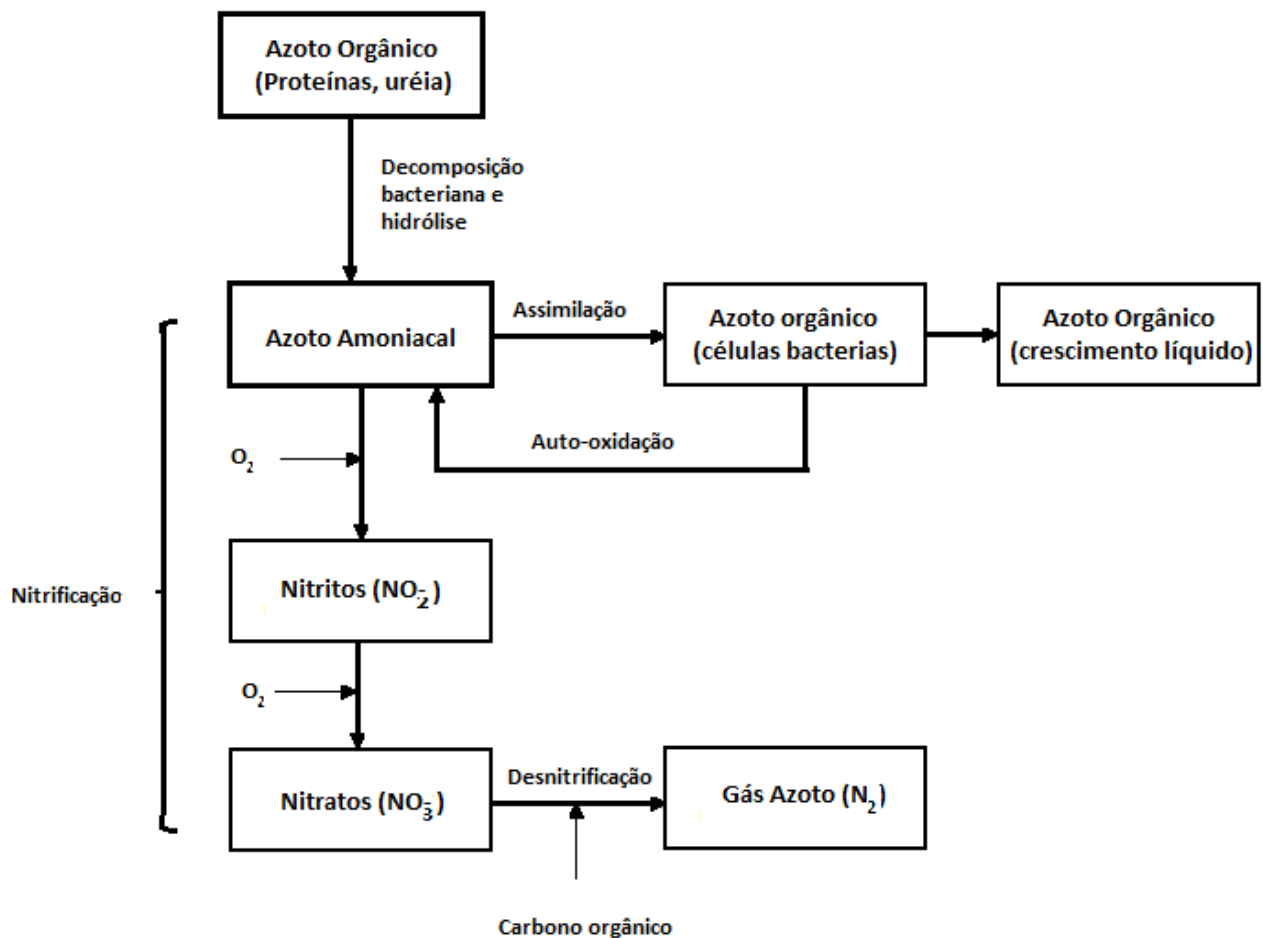 Azoto Orgânico
(Proteínas, uréia)
Decomposição
bacteriana e
hidrólise
Azoto Amoniacal
Assimilação
Azoto orgânico
(células bacterias)
Azoto Orgânico
(crescimento líquido)
Auto-oxidação
O₂
Nitrificação
Nitritos (NO₂⁻)
O₂
Nitratos (NO₃⁻)
Desnitrificação
Gás Azoto (N₂)
Carbono orgânico